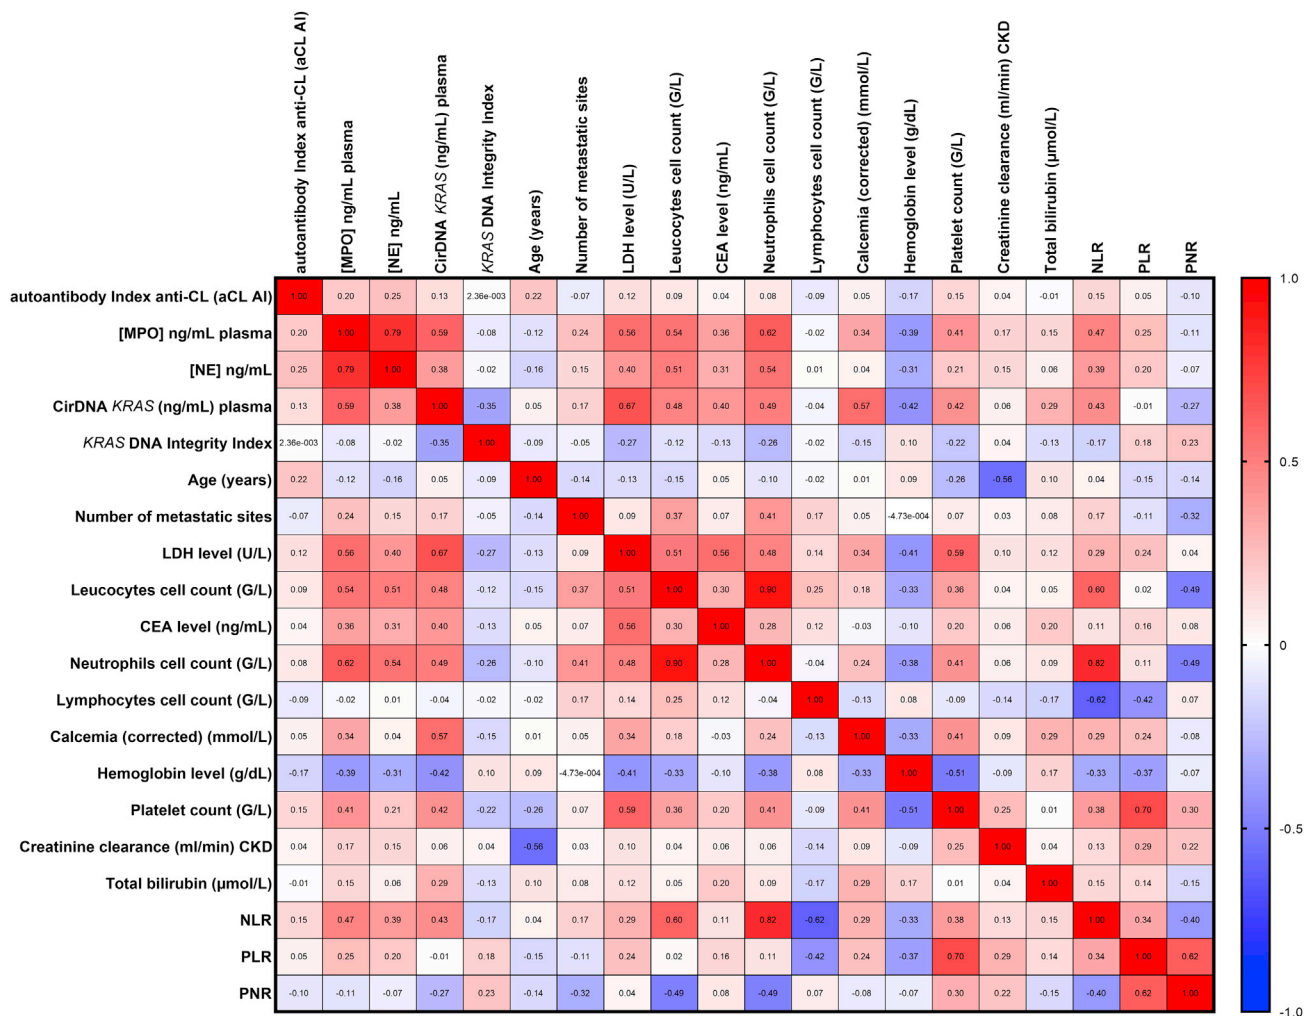 autoantibody Index anti-CL (aCL AI)
[MPO] ng/mL plasma
[NE] ng/mL
CirDNA KRAS (ng/mL) plasma
KRAS DNA Integrity Index
Age (years)
Number of metastatic sites
LDH level (U/L)
Leucocytes cell count (G/L)
CEA level (ng/mL)
Neutrophils cell count (G/L)
Lymphocytes cell count (G/L)
Calcemia (corrected) (mmol/L)
Hemoglobin level (g/dL)
Platelet count (G/L)
Creatinine clearance (ml/min) CKD
Total bilirubin (µmol/L)
NLR
PLR
PNR
autoantibody Index anti-CL (aCL AI) 1.00 0.20 0.25 0.13 2.36e-003 0.22 -0.07 0.12 0.09 0.04 0.08 -0.09 0.05 -0.17 0.15 0.04 -0.01 0.15 0.05 -0.10
[MPO] ng/mL plasma 0.20 1.00 0.79 0.59 -0.08 -0.12 0.24 0.56 0.54 0.36 0.62 -0.02 0.34 -0.39 0.41 0.17 0.15 0.47 0.25 -0.11
[NE] ng/mL 0.25 0.79 1.00 0.38 -0.02 -0.16 0.15 0.40 0.51 0.31 0.54 0.01 0.04 -0.31 0.21 0.15 0.06 0.39 0.20 -0.07
CirDNA KRAS (ng/mL) plasma 0.13 0.59 0.38 1.00 -0.35 0.05 0.17 0.67 0.48 0.40 0.49 -0.04 0.57 -0.42 0.42 0.06 0.29 0.43 -0.01 -0.27
KRAS DNA Integrity Index 2.36e-003 -0.08 -0.02 -0.35 1.00 -0.09 -0.05 -0.27 -0.12 -0.13 -0.26 -0.02 -0.15 0.10 -0.22 0.04 -0.13 -0.17 0.18 0.23
Age (years) 0.22 -0.12 -0.16 0.05 -0.09 1.00 -0.14 -0.13 -0.15 0.05 -0.10 -0.02 0.01 0.09 -0.26 -0.56 0.10 0.04 -0.15 -0.14
Number of metastatic sites -0.07 0.24 0.15 0.17 -0.05 -0.14 1.00 0.09 0.37 0.07 0.41 0.17 0.05 -4.73e-004 0.07 0.03 0.08 0.17 -0.11 -0.32
LDH level (U/L) 0.12 0.56 0.40 0.67 -0.27 -0.13 0.09 1.00 0.51 0.56 0.48 0.14 0.34 -0.41 0.59 0.10 0.12 0.29 0.24 0.04
Leucocytes cell count (G/L) 0.09 0.54 0.51 0.48 -0.12 -0.15 0.37 0.51 1.00 0.30 0.90 0.25 0.18 -0.33 0.36 0.04 0.05 0.60 0.02 -0.49
CEA level (ng/mL) 0.04 0.36 0.31 0.40 -0.13 0.05 0.07 0.56 0.30 1.00 0.28 0.12 -0.03 -0.10 0.20 0.06 0.20 0.11 0.16 0.08
Neutrophils cell count (G/L) 0.08 0.62 0.54 0.49 -0.26 -0.10 0.41 0.48 0.90 0.28 1.00 -0.04 0.24 -0.38 0.41 0.06 0.09 0.82 0.11 -0.49
Lymphocytes cell count (G/L) -0.09 -0.02 0.01 -0.04 -0.02 -0.02 0.17 0.14 0.25 0.12 -0.04 1.00 -0.13 0.08 -0.09 -0.14 -0.17 -0.62 -0.42 0.07
Calcemia (corrected) (mmol/L) 0.05 0.34 0.04 0.57 -0.15 0.01 0.05 0.34 0.18 -0.03 0.24 -0.13 1.00 -0.33 0.41 0.09 0.29 0.29 0.24 -0.08
Hemoglobin level (g/dL) -0.17 -0.39 -0.31 -0.42 0.10 0.09 -4.73e-004 -0.41 -0.33 -0.10 -0.38 0.08 -0.33 1.00 -0.51 -0.09 0.17 -0.33 -0.37 -0.07
Platelet count (G/L) 0.15 0.41 0.21 0.42 -0.22 -0.26 0.07 0.59 0.36 0.20 0.41 -0.09 0.41 -0.51 1.00 0.25 0.01 0.38 0.70 0.30
Creatinine clearance (ml/min) CKD 0.04 0.17 0.15 0.06 0.04 -0.56 0.03 0.10 0.04 0.06 0.06 -0.14 0.09 -0.09 0.25 1.00 0.04 0.13 0.29 0.22
Total bilirubin (µmol/L) -0.01 0.15 0.06 0.29 -0.13 0.10 0.08 0.12 0.05 0.20 0.09 -0.17 0.29 0.17 0.01 0.04 1.00 0.15 0.14 -0.15
NLR 0.15 0.47 0.39 0.43 -0.17 0.04 0.17 0.29 0.60 0.11 0.82 -0.62 0.29 -0.33 0.38 0.13 0.15 1.00 0.34 -0.40
PLR 0.05 0.25 0.20 -0.01 0.18 -0.15 -0.11 0.24 0.02 0.16 0.11 -0.42 0.24 -0.37 0.70 0.29 0.14 0.34 1.00 0.62
PNR -0.10 -0.11 -0.07 -0.27 0.23 -0.14 -0.32 0.04 -0.49 0.08 -0.49 0.07 -0.08 -0.07 0.30 0.22 -0.15 -0.40 0.62 1.00
1.0
0.5
0
-0.5
-1.0